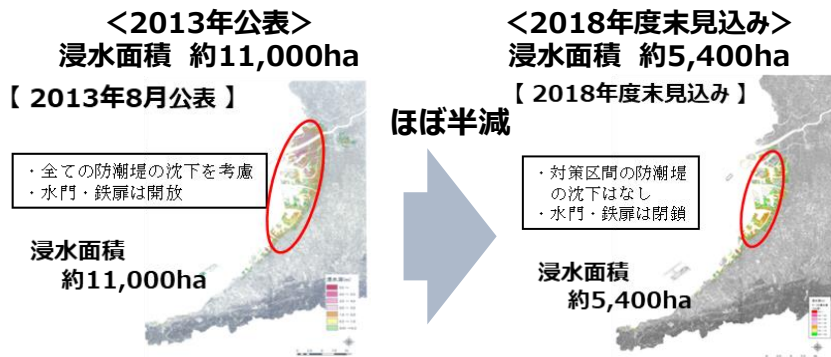 ＜2013年公表＞
浸水面積 約11,000ha
【 2013年8月公表 】
・全ての防潮堤の沈下を考慮
・水門・鉄扉は開放
浸水面積
約11,000ha
ほぼ半減
＜2018年度末見込み＞
浸水面積 約5,400ha
【 2018年度末見込み 】
・対策区間の防潮堤
の沈下はなし
・水門・鉄扉は閉鎖
浸水面積
約5,400ha